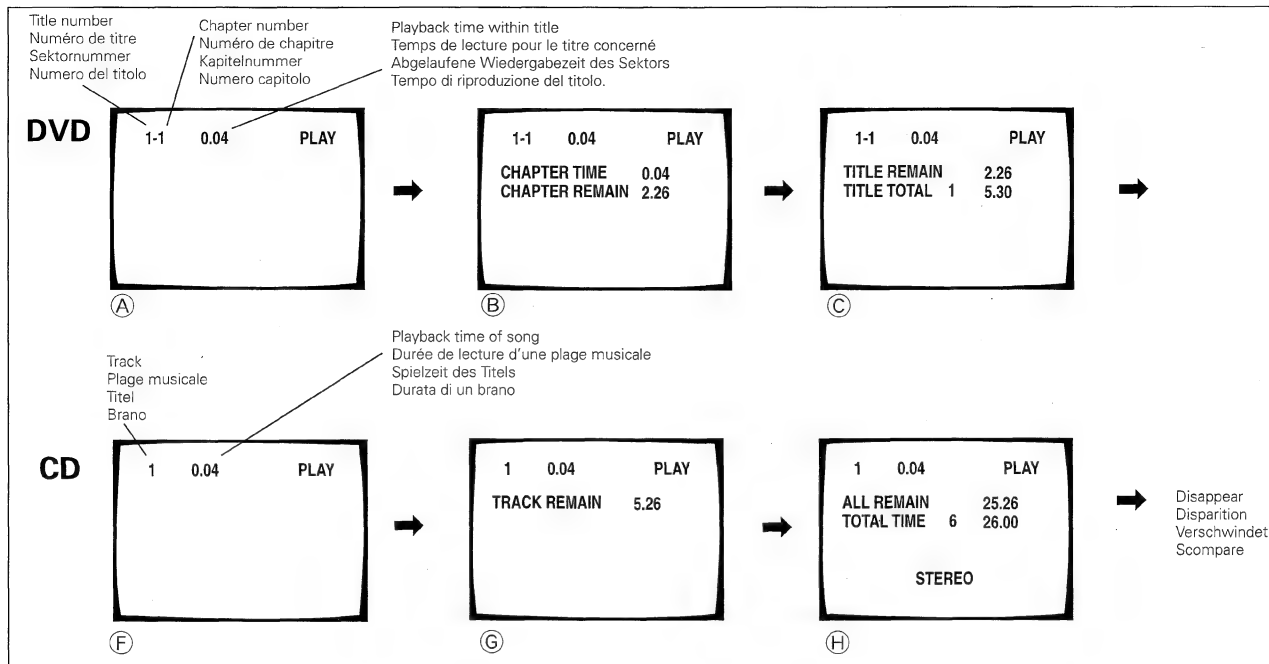 Title number
Numéro de titre
Sektornummer
Numero del titolo
Chapter number
Numéro de chapitre
Kapitelnummer
Numero capitolo
Playback time within title
Temps de lecture pour le titre concerné
Abgelaufene Wiedergabezeit des Sektors
Tempo di riproduzione del titolo.
DVD
1-1 0.04 PLAY
A
1-1 0.04 PLAY
CHAPTER TIME 0.04
CHAPTER REMAIN 2.26
B
1-1 0.04 PLAY
TITLE REMAIN 2.26
TITLE TOTAL 1 5.30
C
Track
Plage musicale
Titel
Brano
Playback time of song
Durée de lecture d'une plage musicale
Spielzeit des Titels
Durata di un brano
CD
1 0.04 PLAY
F
1 0.04 PLAY
TRACK REMAIN 5.26
G
1 0.04 PLAY
ALL REMAIN 25.26
TOTAL TIME 6 26.00
STEREO
H
Disappear
Disparition
Verschwindet
Scompare